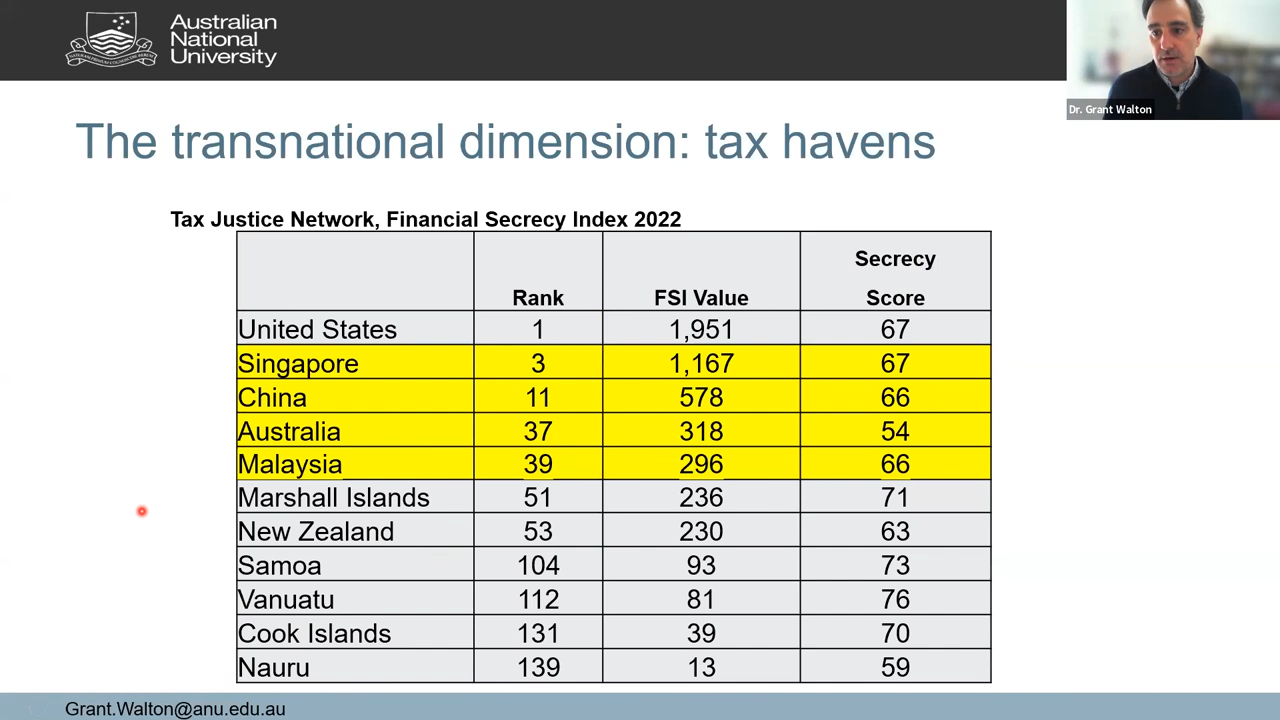 Australian
National
University
Dr. Grant Walton
The transnational dimension: tax havens
Tax Justice Network, Financial Secrecy Index 2022
Rank FSI Value Secrecy Score
United States 1 1,951 67
Singapore 3 1,167 67
China 11 578 66
Australia 37 318 54
Malaysia 39 296 66
Marshall Islands 51 236 71
New Zealand 53 230 63
Samoa 104 93 73
Vanuatu 112 81 76
Cook Islands 131 39 70
Nauru 139 13 59
Grant.Walton@anu.edu.au